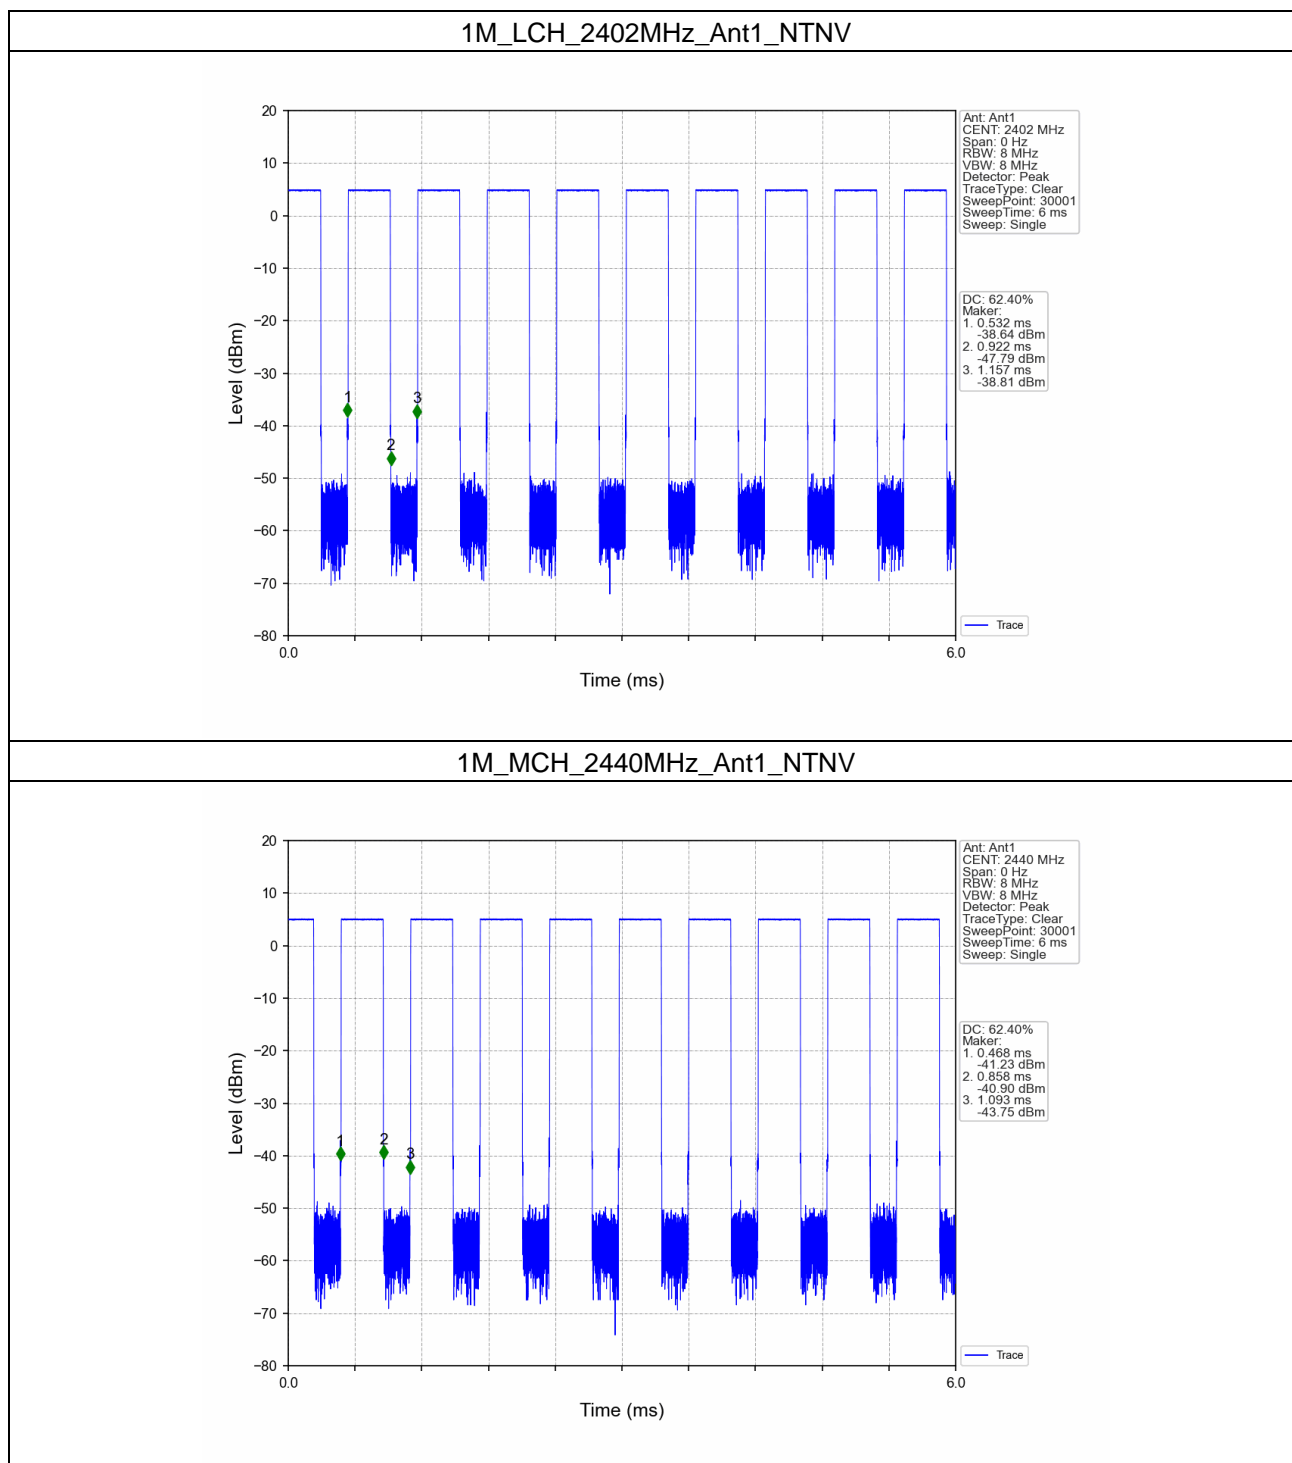 1M_LCH_2402MHz_Ant1_NTNV
20
10
0
−10
−20
−30
−40
−50
−60
−70
−80
Level (dBm)
1
2
3
0.0
6.0
Time (ms)
Ant: Ant1
CENT: 2402 MHz
Span: 0 Hz
RBW: 8 MHz
VBW: 8 MHz
Detector: Peak
TraceType: Clear
SweepPoint: 30001
SweepTime: 6 ms
Sweep: Single
DC: 62.40%
Maker:
1. 0.532 ms
-38.64 dBm
2. 0.922 ms
-47.79 dBm
3. 1.157 ms
-38.81 dBm
Trace
1M_MCH_2440MHz_Ant1_NTNV
20
10
0
−10
−20
−30
−40
−50
−60
−70
−80
Level (dBm)
1
2
3
0.0
6.0
Time (ms)
Ant: Ant1
CENT: 2440 MHz
Span: 0 Hz
RBW: 8 MHz
VBW: 8 MHz
Detector: Peak
TraceType: Clear
SweepPoint: 30001
SweepTime: 6 ms
Sweep: Single
DC: 62.40%
Maker:
1. 0.468 ms
-41.23 dBm
2. 0.858 ms
-40.90 dBm
3. 1.093 ms
-43.75 dBm
Trace